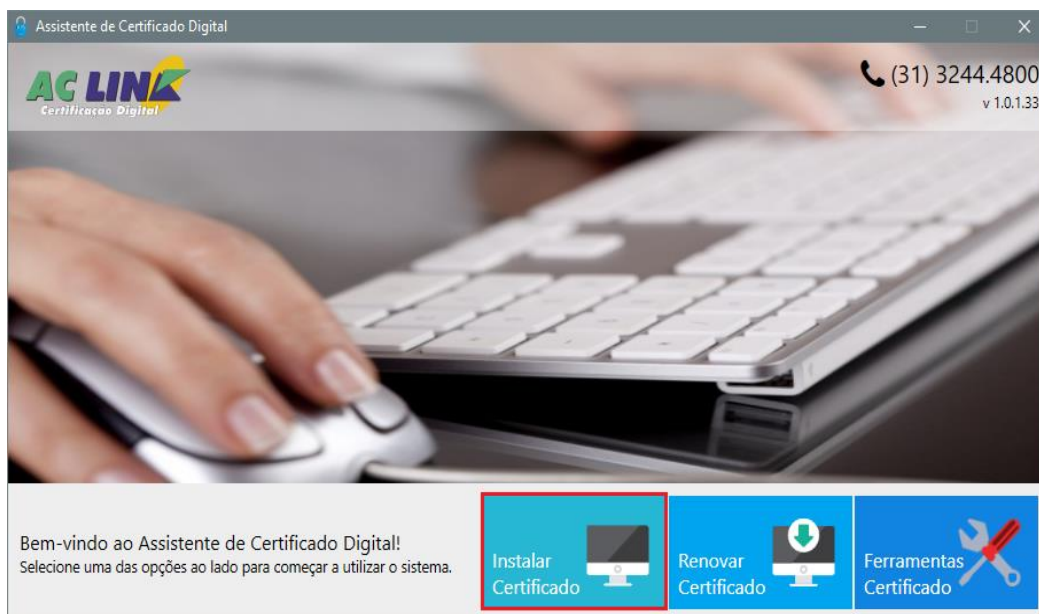 Assistente de Certificado Digital
AC LINK
Certificação Digital
(31) 3244.4800
v 1.0.1.33
Bem-vindo ao Assistente de Certificado Digital!
Selecione uma das opções ao lado para começar a utilizar o sistema.
Instalar
Certificado
Renovar
Certificado
Ferramentas
Certificado